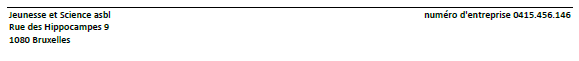 Jeunesse et Science asbl numéro d'entreprise 0415.456.146
Rue des Hippocampes 9
1080 Bruxelles